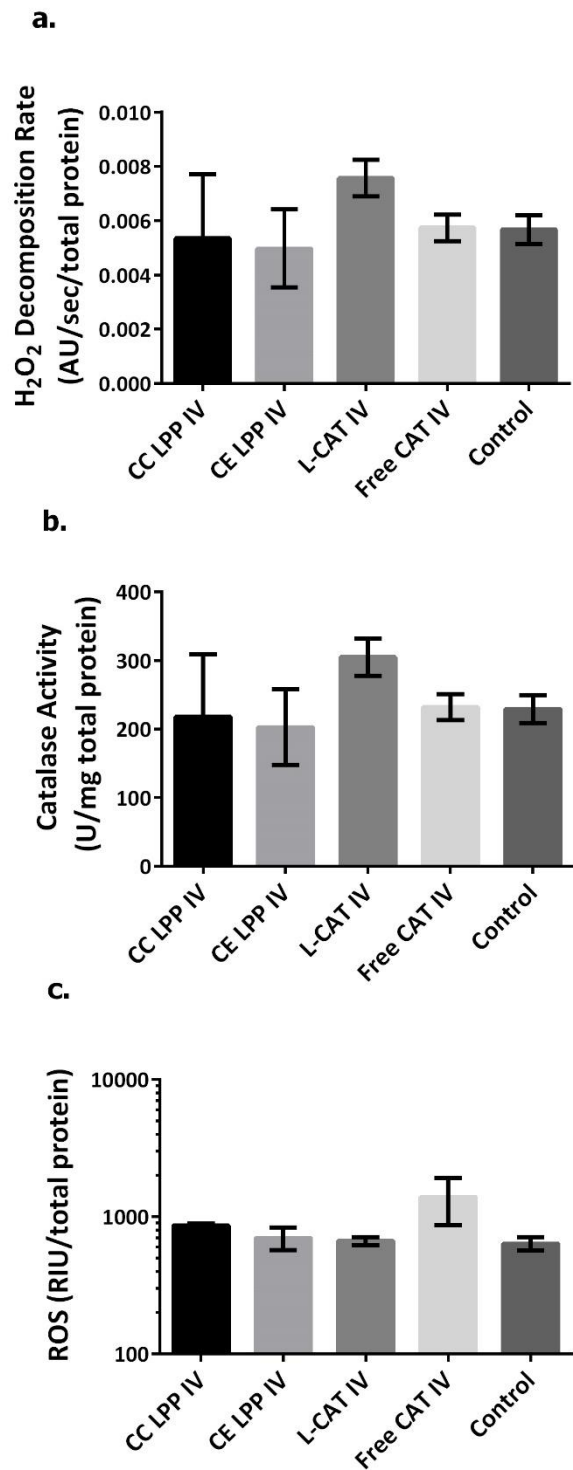 a.
H₂O₂ Decomposition Rate
(AU/sec/total protein)
0.010
0.008
0.006
0.004
0.002
0.000
CC LPP IV
CE LPP IV
L-CAT IV
Free CAT IV
Control
b.
Catalase Activity
(U/mg total protein)
400
300
200
100
0
CC LPP IV
CE LPP IV
L-CAT IV
Free CAT IV
Control
c.
ROS (RIU/total protein)
10000
1000
100
CC LPP IV
CE LPP IV
L-CAT IV
Free CAT IV
Control